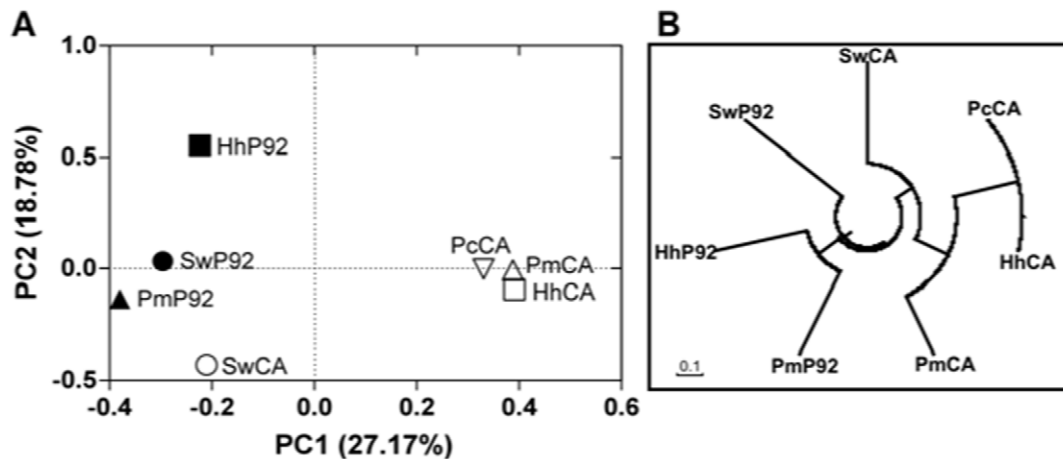 A
1.0
0.5
0.0
-0.5
PC2 (18.78%)
HhP92
SwP92
PmP92
SwCA
PcCA
PmCA
HhCA
-0.4
-0.2
0.0
0.2
0.4
0.6
PC1 (27.17%)
B
SwCA
SwP92
PcCA
HhP92
HhCA
PmP92
PmCA
0.1